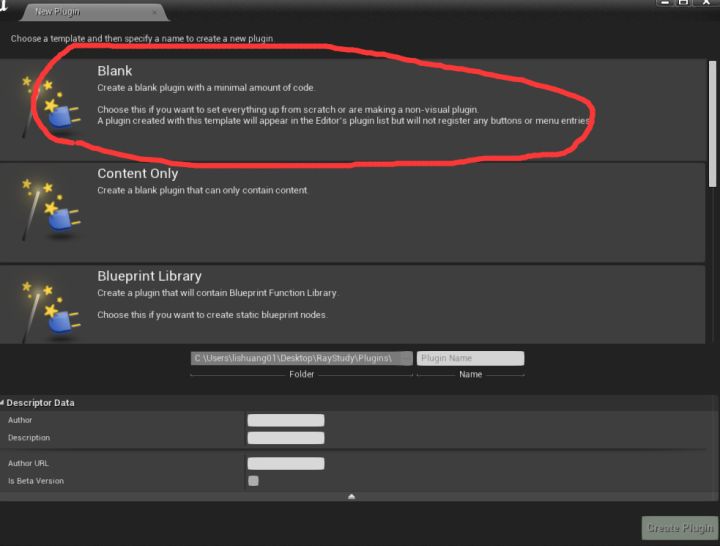 New Plugin
Choose a template and then specify a name to create a new plugin.
Blank
Create a blank plugin with a minimal amount of code.
Choose this if you want to set everything up from scratch or are making a non-visual plugin.
A plugin created with this template will appear in the Editor's plugin list but will not register any buttons or menu entries.
Content Only
Create a blank plugin that can only contain content.
Blueprint Library
Create a plugin that will contain Blueprint Function Library.
Choose this if you want to create static blueprint nodes.
C:\Users\lishuang01\Desktop\RayStudy\Plugins\ Plugin Name
Folder Name
Descriptor Data
Author
Description
Author URL
Is Beta Version
Create Plugin